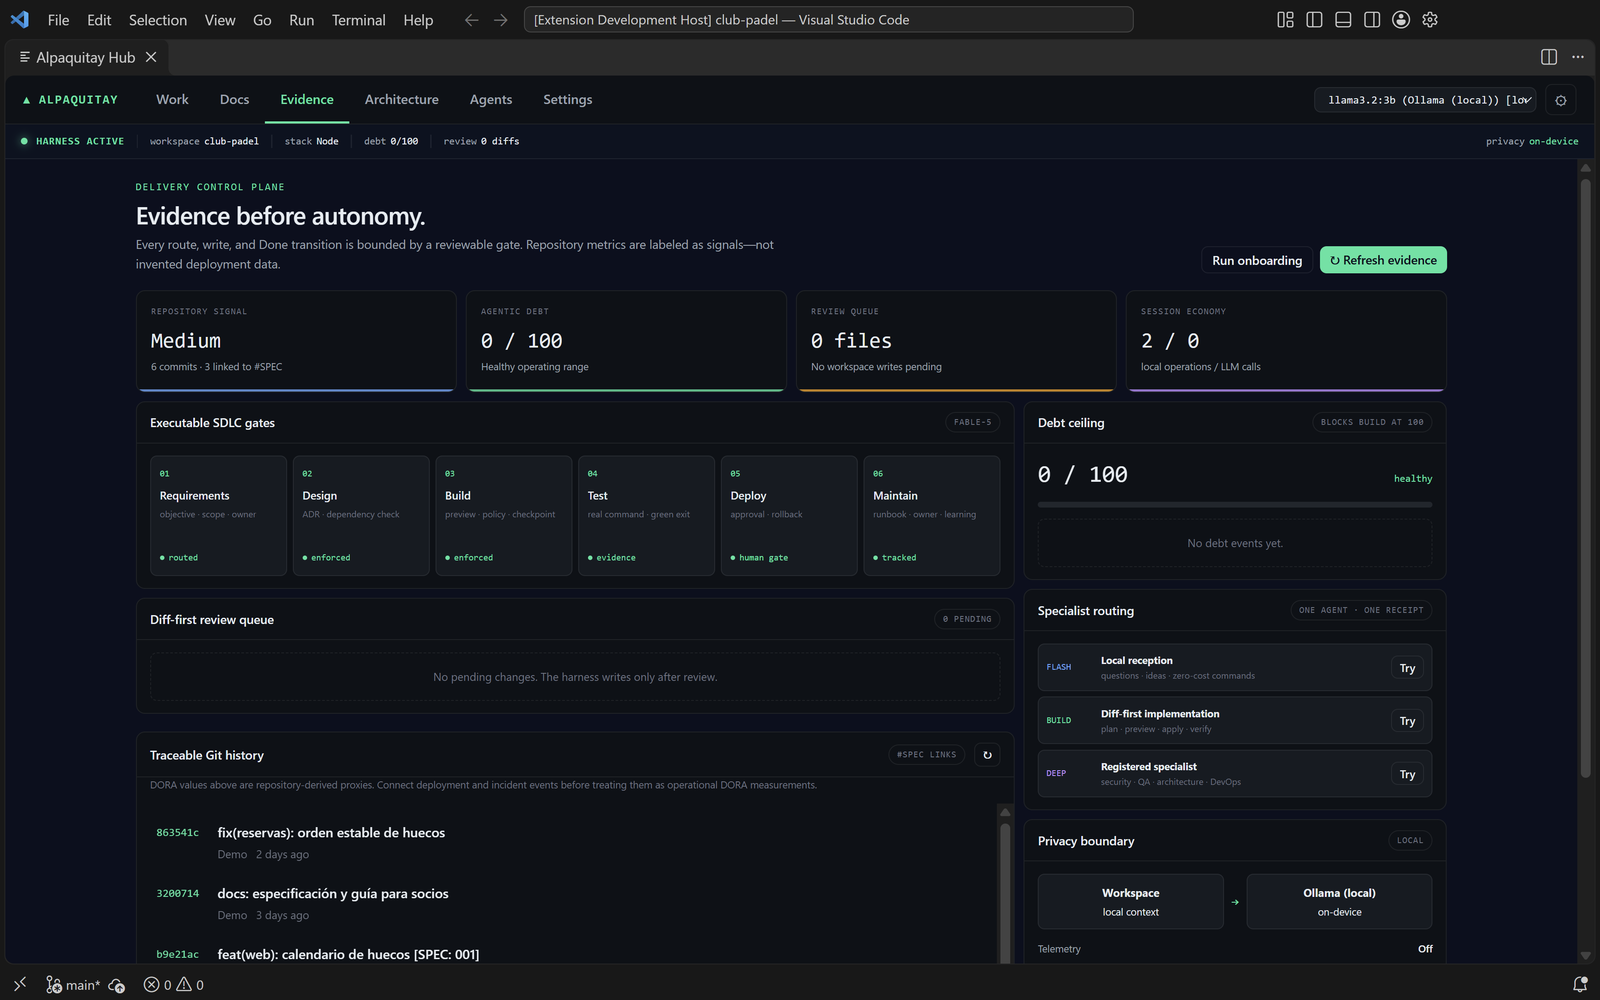 File Edit Selection View Go Run Terminal Help
[Extension Development Host] club-padel — Visual Studio Code
Alpaquitay Hub
ALPAQUITAY
Work Docs Evidence Architecture Agents Settings
llama3.2:3b (Ollama (local))
HARNESS ACTIVE workspace club-padel stack Node debt 0/100 review 0 diffs
privacy on-device
DELIVERY CONTROL PLANE
Evidence before autonomy.
Every route, write, and Done transition is bounded by a reviewable gate. Repository metrics are labeled as signals—not
invented deployment data.
Run onboarding
↻ Refresh evidence
REPOSITORY SIGNAL
Medium
6 commits · 3 linked to #SPEC
AGENTIC DEBT
0 / 100
Healthy operating range
REVIEW QUEUE
0 files
No workspace writes pending
SESSION ECONOMY
2 / 0
local operations / LLM calls
Executable SDLC gates
FABLE-5
01
Requirements
objective · scope · owner
routed
02
Design
ADR · dependency check
enforced
03
Build
preview · policy · checkpoint
enforced
04
Test
real command · green exit
evidence
05
Deploy
approval · rollback
human gate
06
Maintain
runbook · owner · learning
tracked
Diff-first review queue
0 PENDING
No pending changes. The harness writes only after review.
Traceable Git history
#SPEC LINKS
↻
DORA values above are repository-derived proxies. Connect deployment and incident events before treating them as operational DORA measurements.
863541c fix(reservas): orden estable de huecos
Demo 2 days ago
3200714 docs: especificación y guía para socios
Demo 3 days ago
b9e21ac feat(web): calendario de huecos [SPEC: 001]
Debt ceiling
BLOCKS BUILD AT 100
0 / 100
healthy
No debt events yet.
Specialist routing
ONE AGENT · ONE RECEIPT
FLASH
Local reception
questions · ideas · zero-cost commands
Try
BUILD
Diff-first implementation
plan · preview · apply · verify
Try
DEEP
Registered specialist
security · QA · architecture · DevOps
Try
Privacy boundary
LOCAL
Workspace
local context
→
Ollama (local)
on-device
Telemetry Off
main* 0 0